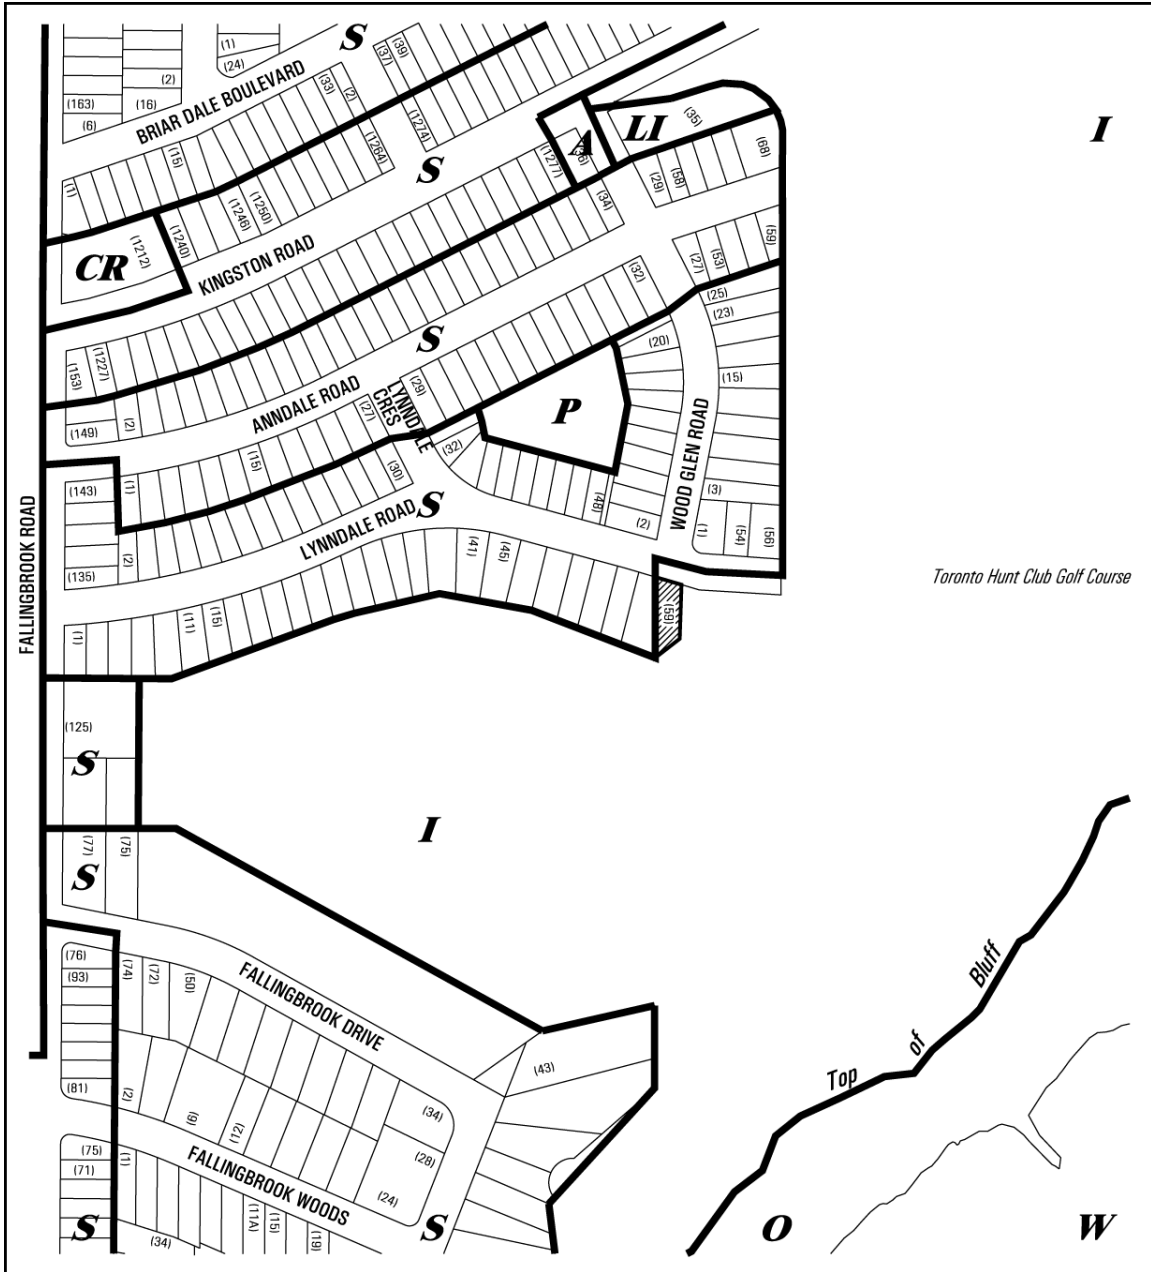 S
(39)
(37)
(1)
(24)
(2)
(163)
(16)
(6)
BRIAR DALE BOULEVARD
(33)
(2)
(15)
(1)
(1274)
(1264)
S
A
LI
(35)
I
(68)
(1277)
(58)
(29)
(34)
(1250)
(1246)
(1240)
(1212)
CR
KINGSTON ROAD
(59)
(53)
(27)
(32)
(25)
(23)
(20)
(15)
S
(1227)
(153)
(149)
(2)
ANNDALE ROAD
(29)
LYNNDALE
CRES
(27)
P
(32)
(30)
(15)
(1)
(143)
(135)
(2)
S
LYNNDALE ROAD
(48)
(2)
WOOD GLEN ROAD
(3)
(1)
(54)
(56)
(41)
(45)
(59)
Toronto Hunt Club Golf Course
FALLINGBROOK ROAD
(1)
(11)
(15)
(125)
S
I
(77)
(75)
S
(76)
(93)
(74)
(72)
(50)
FALLINGBROOK DRIVE
(43)
(81)
(2)
(9)
(12)
(34)
(28)
(24)
FALLINGBROOK WOODS
(75)
(71)
(1)
S
(34)
(11A)
(15)
(19)
S
Top of Bluff
O
W